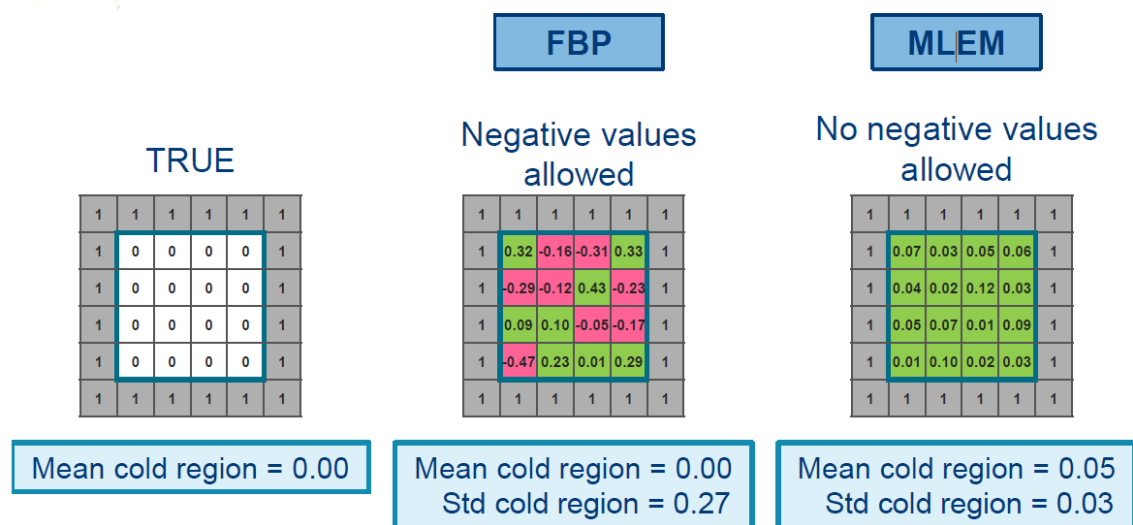 FBP
MLEM
TRUE
Negative values
allowed
No negative values
allowed
1 1 1 1 1 1
1 0 0 0 0 1
1 0 0 0 0 1
1 0 0 0 0 1
1 0 0 0 0 1
1 1 1 1 1 1
Mean cold region = 0.00
1 1 1 1 1 1
1 0.32 -0.16 -0.31 0.33 1
1 -0.29 -0.12 0.43 -0.23 1
1 0.09 0.10 -0.05 -0.17 1
1 -0.47 0.23 0.01 0.29 1
1 1 1 1 1 1
Mean cold region = 0.00
Std cold region = 0.27
1 1 1 1 1 1
1 0.07 0.03 0.05 0.06 1
1 0.04 0.02 0.12 0.03 1
1 0.05 0.07 0.01 0.09 1
1 0.01 0.10 0.02 0.03 1
1 1 1 1 1 1
Mean cold region = 0.05
Std cold region = 0.03